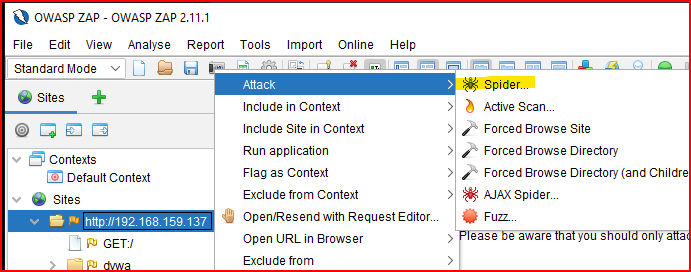 OWASP ZAP - OWASP ZAP 2.11.1
File Edit View Analyse Report Tools Import Online Help
Standard Mode
Sites
Contexts
Default Context
Sites
http://192.168.159.137
GET:/
dvwa
Attack
Include in Context
Include Site in Context
Run application
Flag as Context
Exclude from Context
Open/Resend with Request Editor...
Open URL in Browser
Exclude from
Spider...
Active Scan...
Forced Browse Site
Forced Browse Directory
Forced Browse Directory (and Childre
AJAX Spider...
Fuzz...
Please be aware that you should only attac